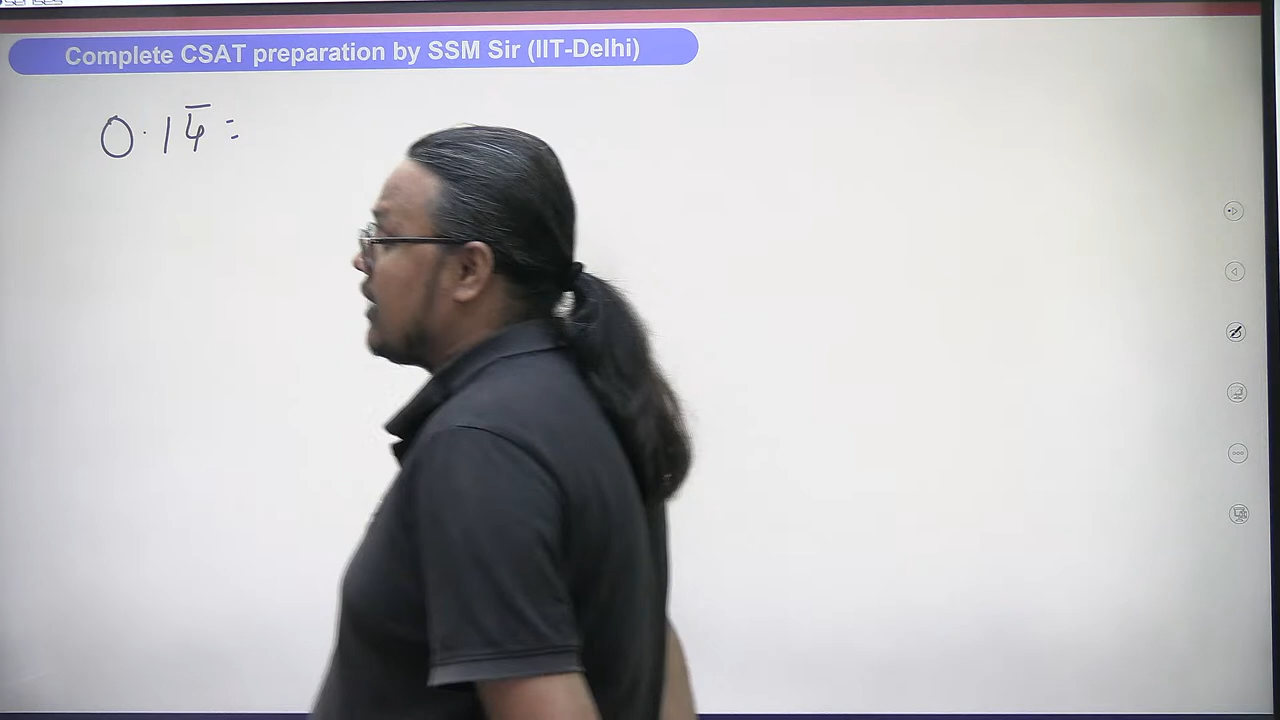 Complete CSAT preparation by SSM Sir (IIT-Delhi)
0.14̅ =